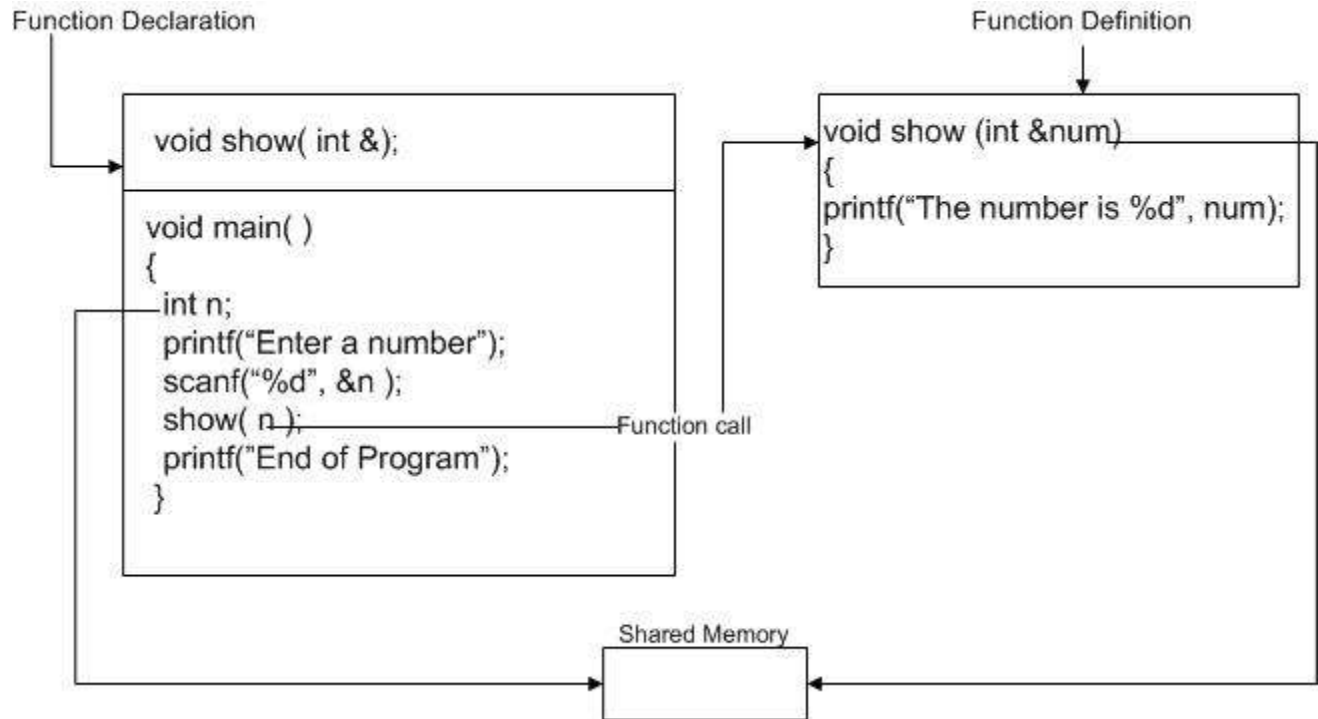 Function Declaration
Function Definition
void show( int &);
void main( )
{
int n;
printf(“Enter a number”);
scanf(“%d”, &n );
show( n );
printf(”End of Program”);
}
Function call
void show (int &num)
{
printf(“The number is %d”, num);
}
Shared Memory